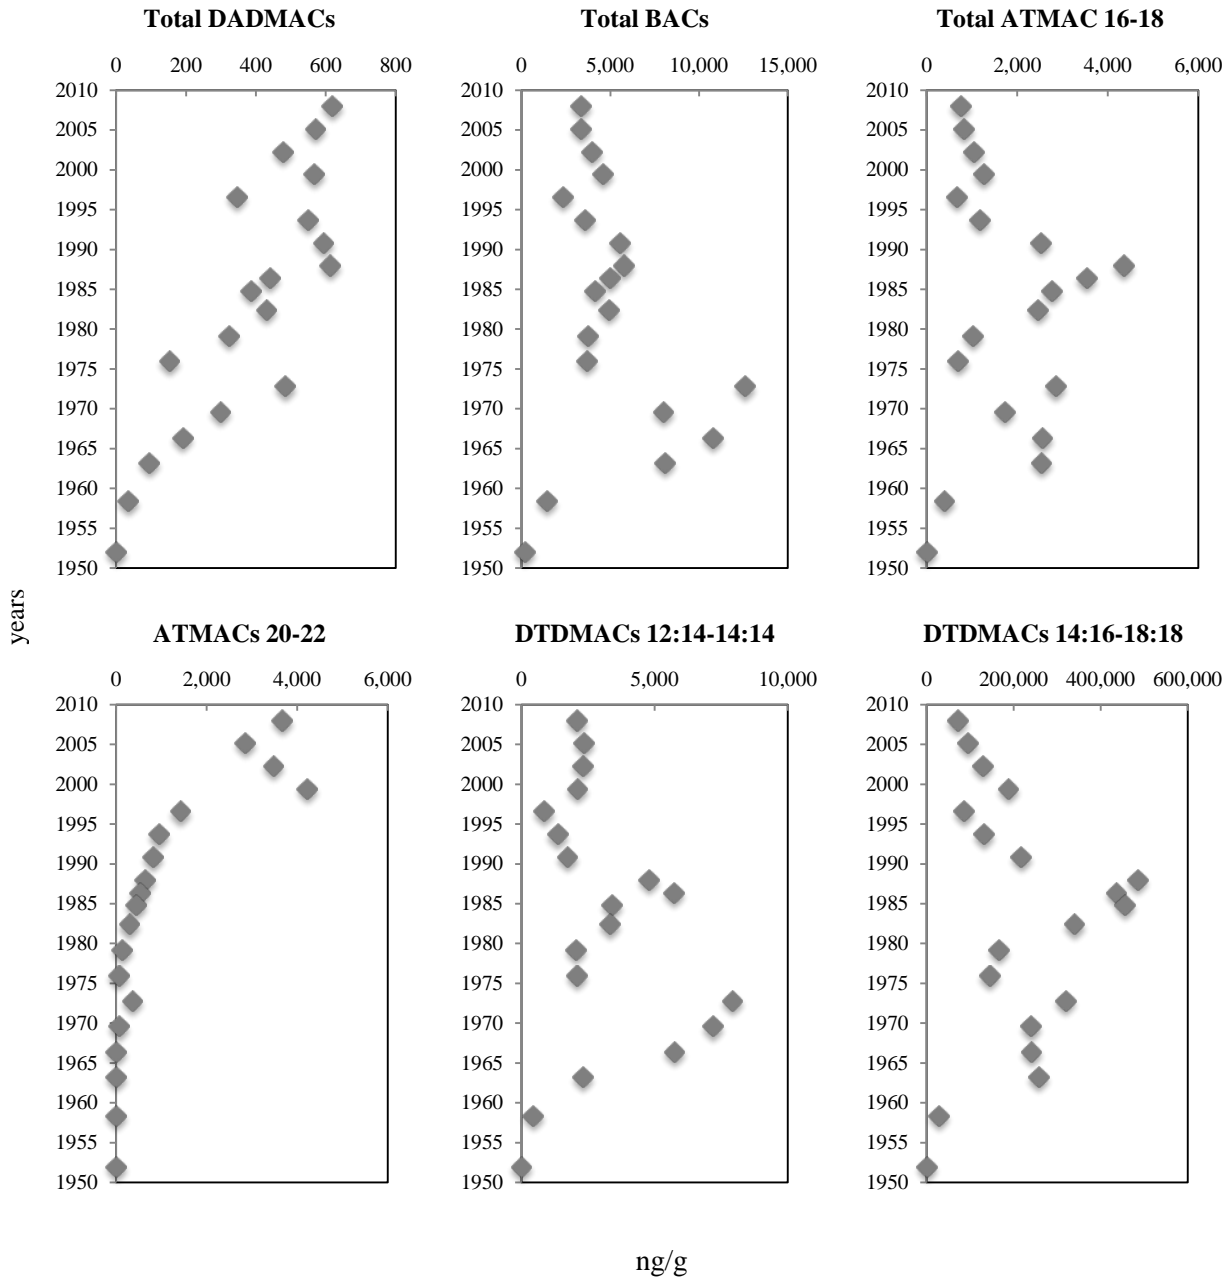 Total DADMACs
Total BACs
Total ATMAC 16-18
0 200 400 600 800
0 5,000 10,000 15,000
0 2,000 4,000 6,000
2010 2010 2010
2005 2005 2005
2000 2000 2000
1995 1995 1995
1990 1990 1990
1985 1985 1985
1980 1980 1980
1975 1975 1975
1970 1970 1970
1965 1965 1965
1960 1960 1960
1955 1955 1955
1950 1950 1950
years
ATMACs 20-22
DTDMACs 12:14-14:14
DTDMACs 14:16-18:18
0 2,000 4,000 6,000
0 5,000 10,000
0 200,000 400,000 600,000
2010 2010 2010
2005 2005 2005
2000 2000 2000
1995 1995 1995
1990 1990 1990
1985 1985 1985
1980 1980 1980
1975 1975 1975
1970 1970 1970
1965 1965 1965
1960 1960 1960
1955 1955 1955
1950 1950 1950
ng/g